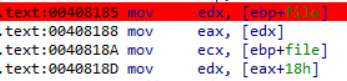 .text:00408185 mov edx, [ebp+file]
.text:00408188 mov eax, [edx]
.text:0040818A mov ecx, [ebp+file]
.text:0040818D mov edx, [eax+18h]